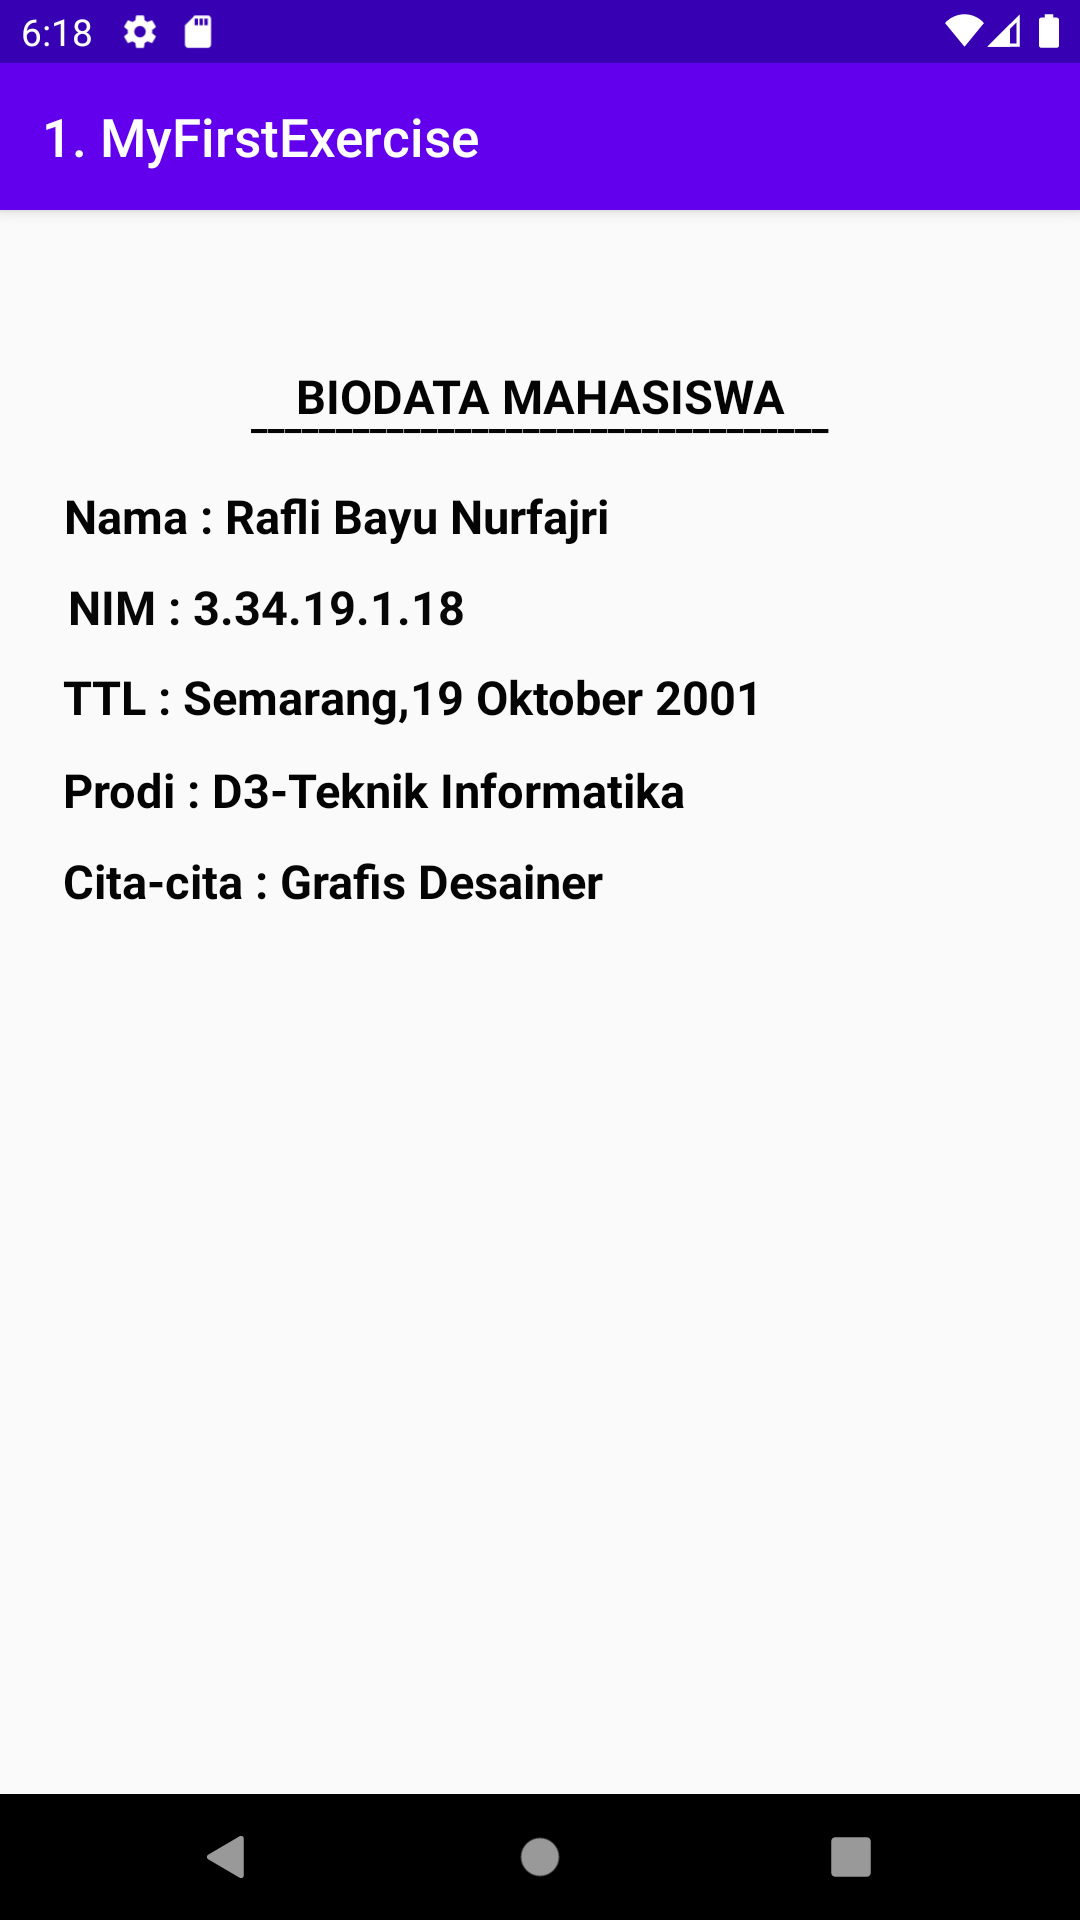 6:18
1. MyFirstExercise
BIODATA MAHASISWA
__________________________________
Nama : Rafli Bayu Nurfajri
NIM : 3.34.19.1.18
TTL : Semarang,19 Oktober 2001
Prodi : D3-Teknik Informatika
Cita-cita : Grafis Desainer